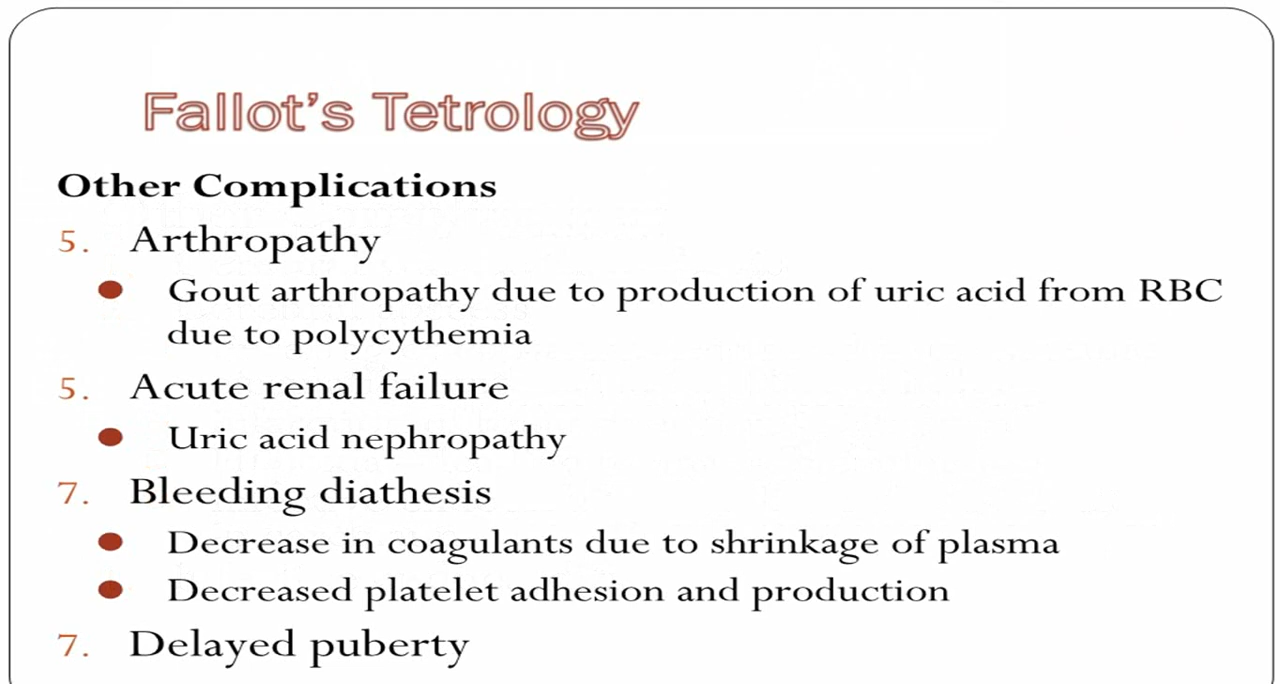 Fallot's Tetrology
Other Complications
5. Arthropathy
● Gout arthropathy due to production of uric acid from RBC
due to polycythemia
5. Acute renal failure
● Uric acid nephropathy
7. Bleeding diathesis
● Decrease in coagulants due to shrinkage of plasma
● Decreased platelet adhesion and production
7. Delayed puberty